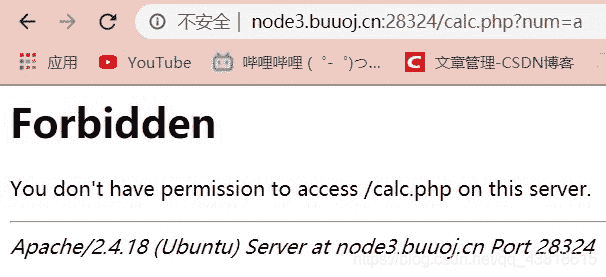 不安全 | node3.buuoj.cn:28324/calc.php?num=a
应用 YouTube 哔哩哔哩 (゜-゜)つ... 文章管理-CSDN博客
Forbidden
You don't have permission to access /calc.php on this server.
Apache/2.4.18 (Ubuntu) Server at node3.buuoj.cn Port 28324